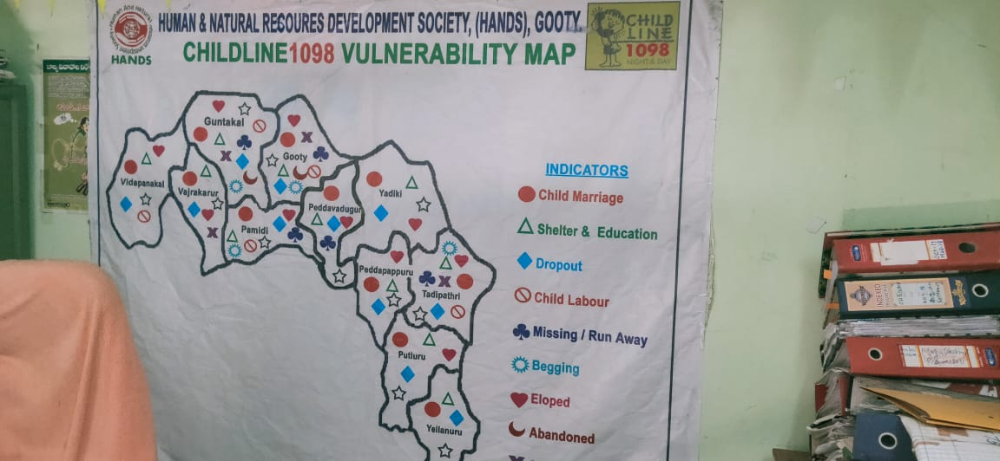 HUMAN & NATURAL RESOURES DEVELOPMENT SOCIETY, (HANDS), GOOTY.
CHILDLINE1098 VULNERABILITY MAP
HANDS
CHILD
LINE
1098
NIGHT & DAY
Guntakal
Gooty
Vidapanakal
Vajrakarur
Peddavadugur
Yadiki
Pamidi
Peddapappuru
Tadipathri
Putluru
Yellanuru
INDICATORS
Child Marriage
Shelter & Education
Dropout
Child Labour
Missing / Run Away
Begging
Eloped
Abandoned
INDEXED